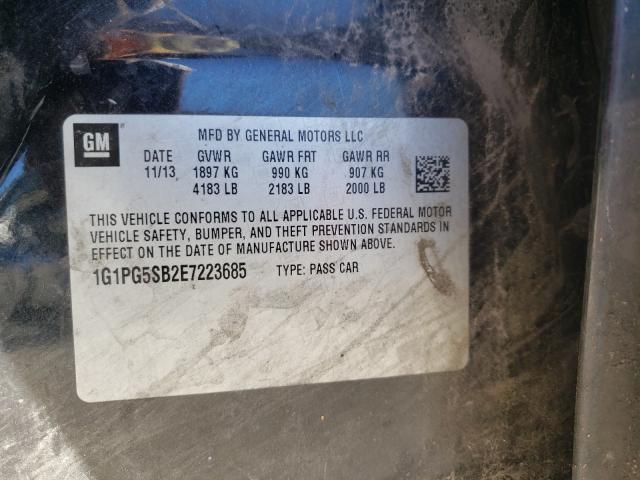 GM
MFD BY GENERAL MOTORS LLC
DATE GVWR GAWR FRT GAWR RR
11/13 1897 KG 990 KG 907 KG
4183 LB 2183 LB 2000 LB
THIS VEHICLE CONFORMS TO ALL APPLICABLE U.S. FEDERAL MOTOR
VEHICLE SAFETY, BUMPER, AND THEFT PREVENTION STANDARDS IN
EFFECT ON THE DATE OF MANUFACTURE SHOWN ABOVE.
1G1PG5SB2E7223685 TYPE: PASS CAR